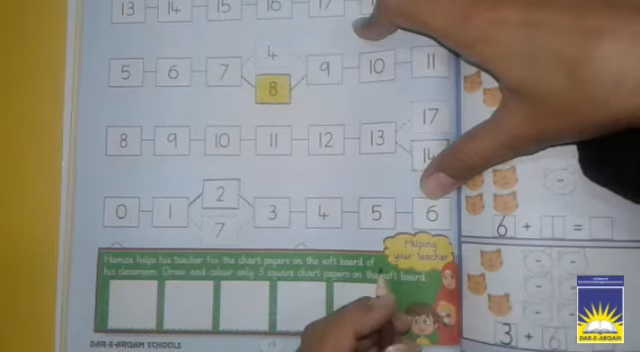 13 14 15 16 17
4
5 6 7 9 10 11
8
17
8 9 10 11 12 13
14
2
0 1 3 4 5 6
7
6 + =
3 + 6
Helping
your teacher
Hamza helps his teacher fix the chart papers on the soft board of
his classroom. Draw and colour only 3 square chart papers on the soft board.
DAR-E-ARQAM SCHOOLS
DAR-E-ARQAM